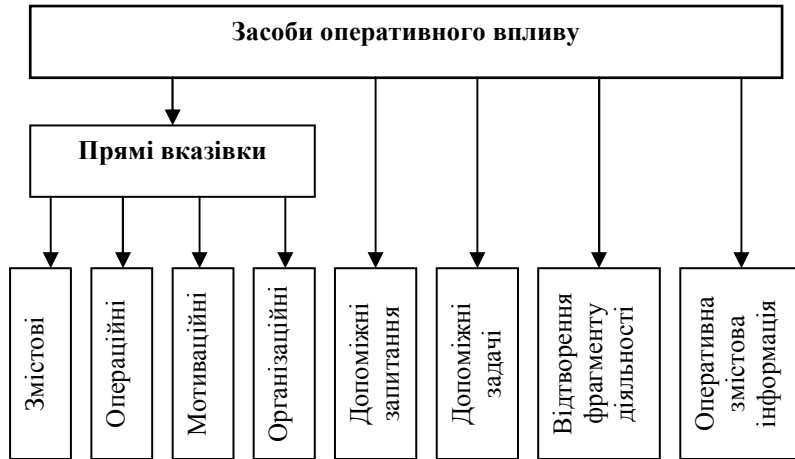 Засоби оперативного впливу
Прямі вказівки
Змістові
Операційні
Мотиваційні
Організаційні
Допоміжні
запитання
Допоміжні
задачі
Відтворення
фрагменту
діяльності
Оперативна
змістова
інформація